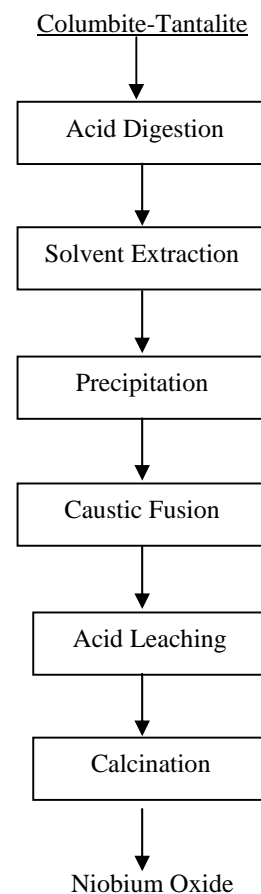 Columbite-Tantalite
Acid Digestion
Solvent Extraction
Precipitation
Caustic Fusion
Acid Leaching
Calcination
Niobium Oxide